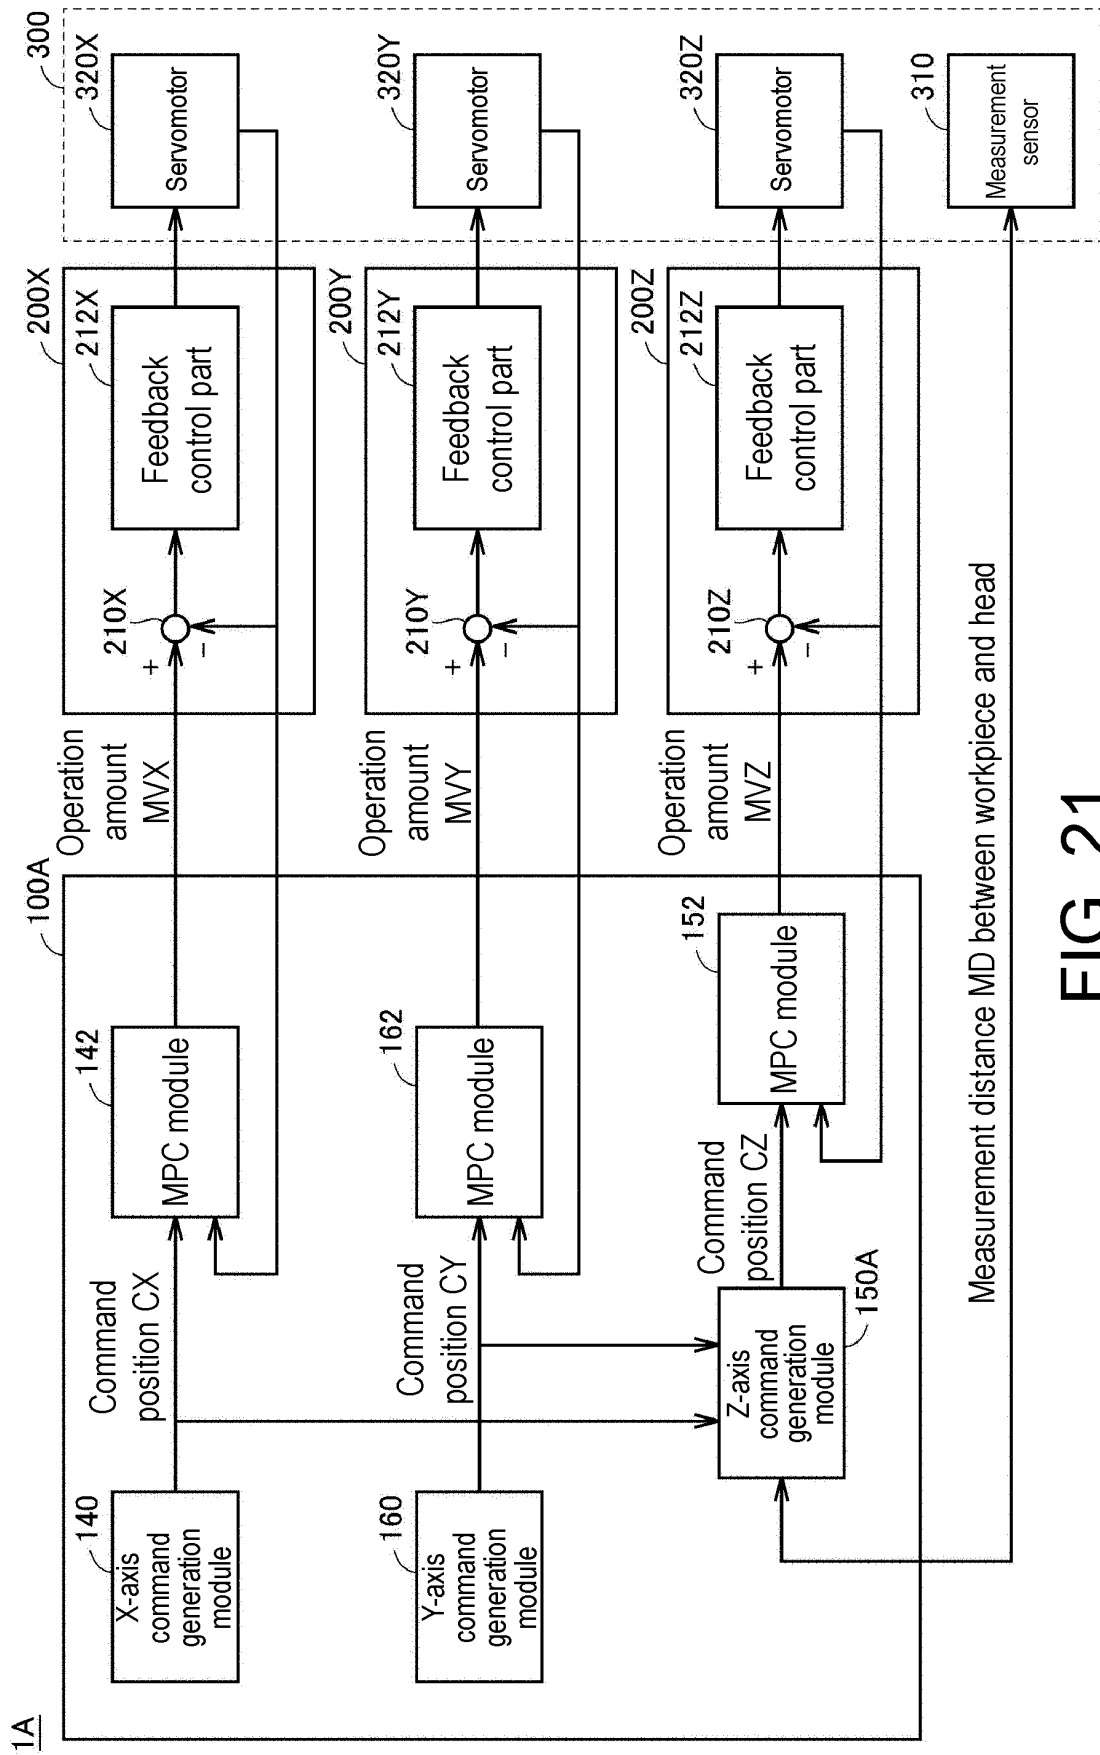 1A
100A
200X
300
140
X-axis
command
generation
module
Command
position CX
142
MPC module
Operation
amount
MVX
210X
+
−
212X
Feedback
control part
320X
Servomotor
160
Y-axis
command
generation
module
Command
position CY
162
MPC module
Operation
amount
MVY
200Y
210Y
+
−
212Y
Feedback
control part
320Y
Servomotor
Z-axis
command
generation
module
150A
Command
position CZ
152
MPC module
Operation
amount
MVZ
200Z
210Z
+
−
212Z
Feedback
control part
320Z
Servomotor
310
Measurement
sensor
Measurement distance MD between workpiece and head
FIG. 21